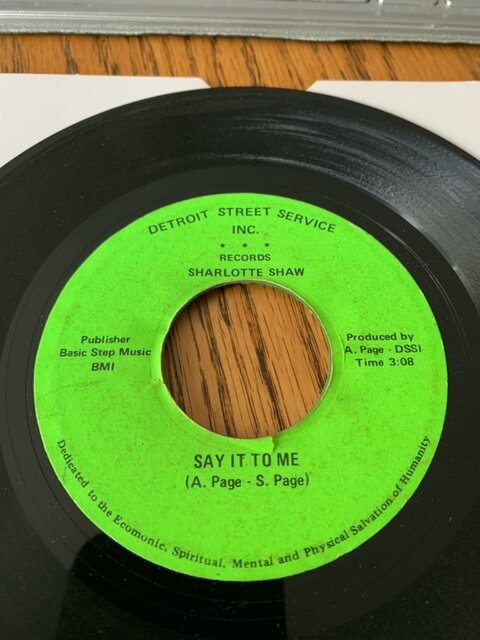 DETROIT STREET SERVICE
INC.
* * *
RECORDS
SHARLOTTE SHAW
Publisher
Basic Step Music
BMI
Produced by
A. Page - DSSI
Time 3:08
SAY IT TO ME
(A. Page - S. Page)
Dedicated to the Ecomonic, Spiritual, Mental and Physical Salvation of Humanity